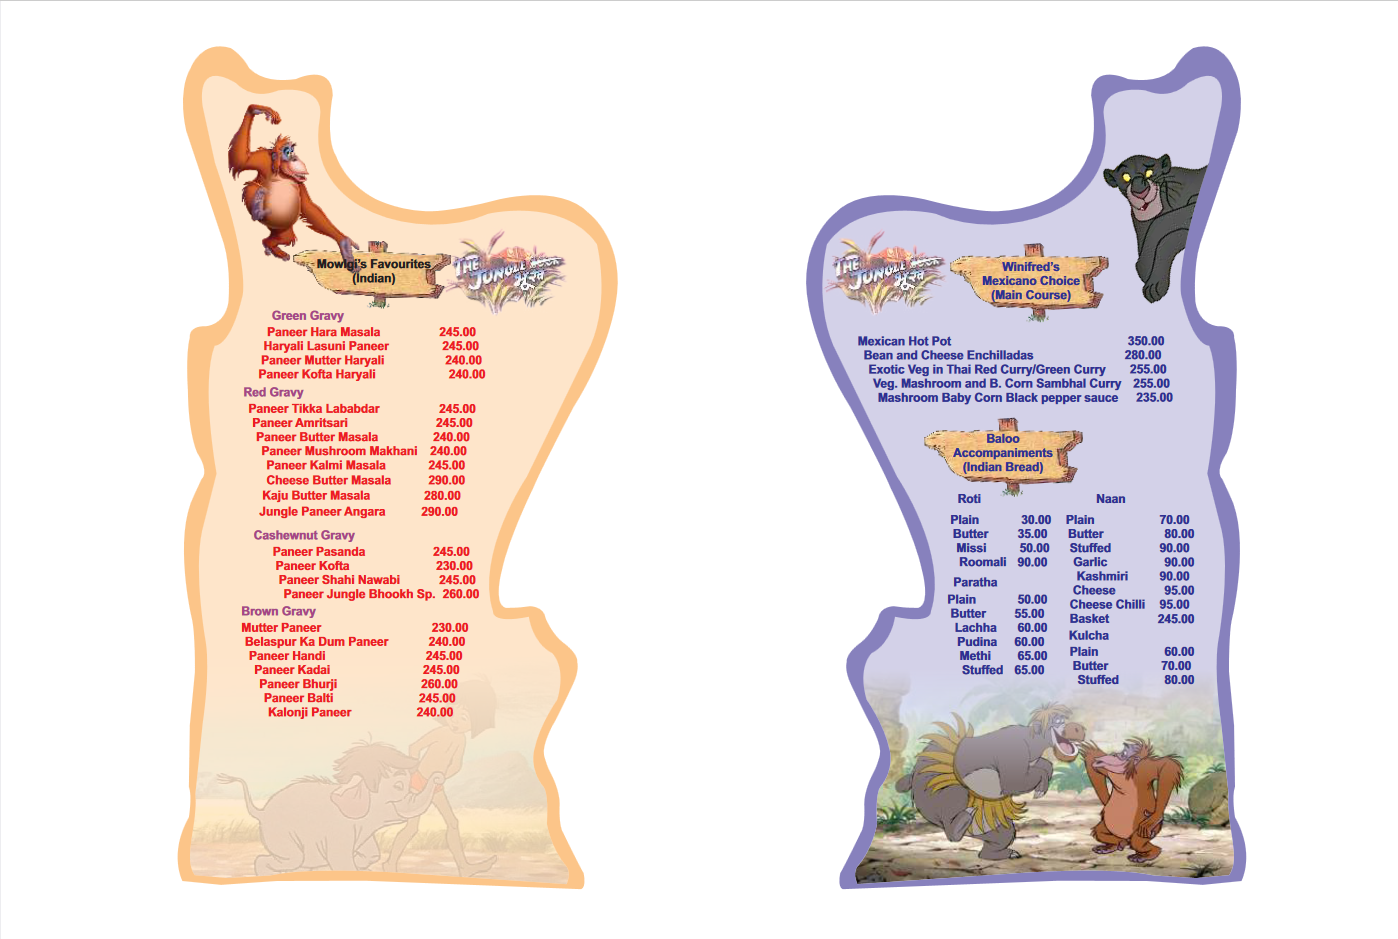 Mowlgi's Favourites
(Indian)
THE
JUNGLE BOOK
Green Gravy
Paneer Hara Masala 245.00
Haryali Lasuni Paneer 245.00
Paneer Mutter Haryali 240.00
Paneer Kofta Haryali 240.00
Red Gravy
Paneer Tikka Lababdar 245.00
Paneer Amritsari 245.00
Paneer Butter Masala 240.00
Paneer Mushroom Makhani 240.00
Paneer Kalmi Masala 245.00
Cheese Butter Masala 290.00
Kaju Butter Masala 280.00
Jungle Paneer Angara 290.00
Cashewnut Gravy
Paneer Pasanda 245.00
Paneer Kofta 230.00
Paneer Shahi Nawabi 245.00
Paneer Jungle Bhookh Sp. 260.00
Brown Gravy
Mutter Paneer 230.00
Belaspur Ka Dum Paneer 240.00
Paneer Handi 245.00
Paneer Kadai 245.00
Paneer Bhurji 260.00
Paneer Balti 245.00
Kalonji Paneer 240.00
THE
JUNGLE BOOK
Winifred's
Mexicano Choice
(Main Course)
Mexican Hot Pot 350.00
Bean and Cheese Enchilladas 280.00
Exotic Veg in Thai Red Curry/Green Curry 255.00
Veg. Mashroom and B. Corn Sambhal Curry 255.00
Mashroom Baby Corn Black pepper sauce 235.00
Baloo
Accompaniments
(Indian Bread)
Roti
Plain 30.00
Butter 35.00
Missi 50.00
Roomali 90.00
Paratha
Plain 50.00
Butter 55.00
Lachha 60.00
Pudina 60.00
Methi 65.00
Stuffed 65.00
Naan
Plain 70.00
Butter 80.00
Stuffed 90.00
Garlic 90.00
Kashmiri 90.00
Cheese 95.00
Cheese Chilli 95.00
Basket 245.00
Kulcha
Plain 60.00
Butter 70.00
Stuffed 80.00